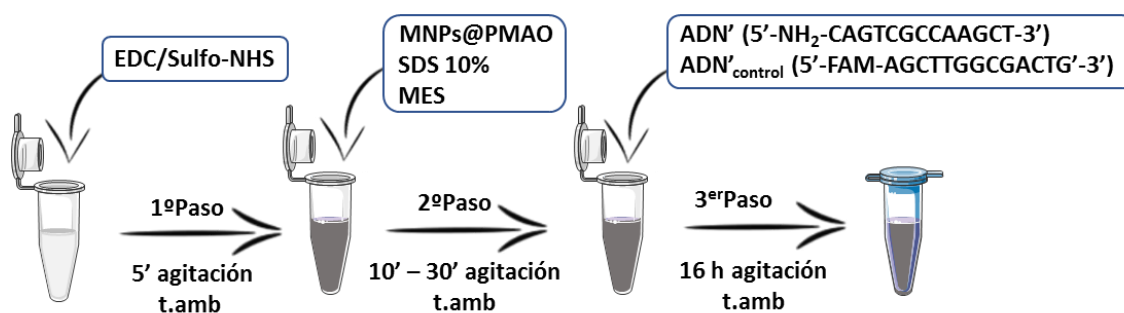 EDC/Sulfo-NHS
MNPs@PMAO
SDS 10%
MES
ADN’ (5’-NH₂-CAGTCGCCAAGCT-3’)
ADN’control (5’-FAM-AGCTTGGCGACTG’-3’)
1ºPaso
5’ agitación
t.amb
2ºPaso
10’ – 30’ agitación
t.amb
3erPaso
16 h agitación
t.amb